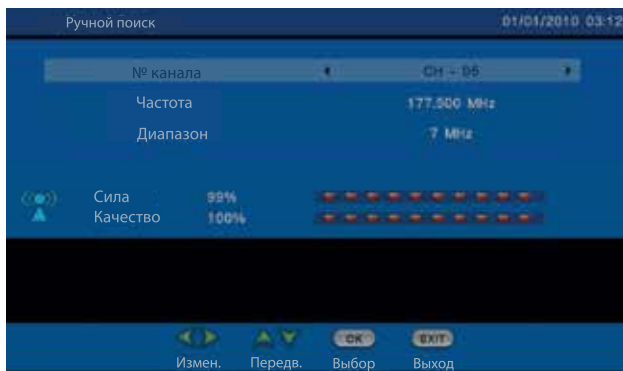 Ручной поиск 01/01/2010 03:12
№ канала CH - 05
Частота 177.500 MHz
Диапазон 7 MHz
Сила 99%
Качество 100%
OK EXIT
Измен. Передв. Выбор Выход